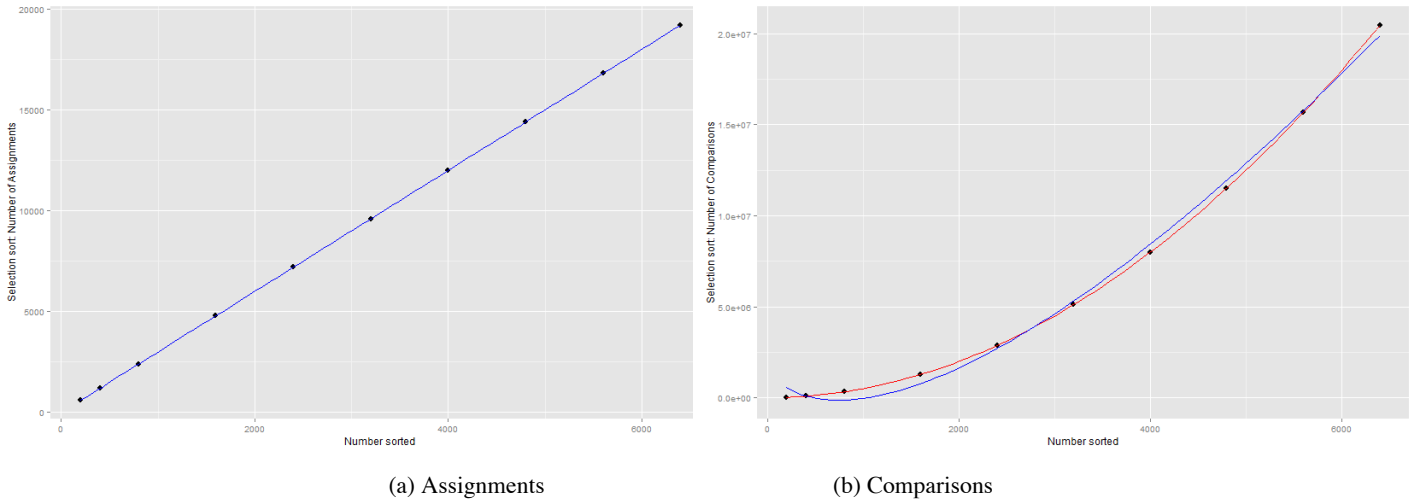 Selection sort: Number of Assignments
20000
15000
10000
5000
0
0 2000 4000 6000
Number sorted
Selection sort: Number of Comparisons
2.0e+07
1.5e+07
1.0e+07
5.0e+06
0.0e+00
0 2000 4000 6000
Number sorted
(a) Assignments
(b) Comparisons